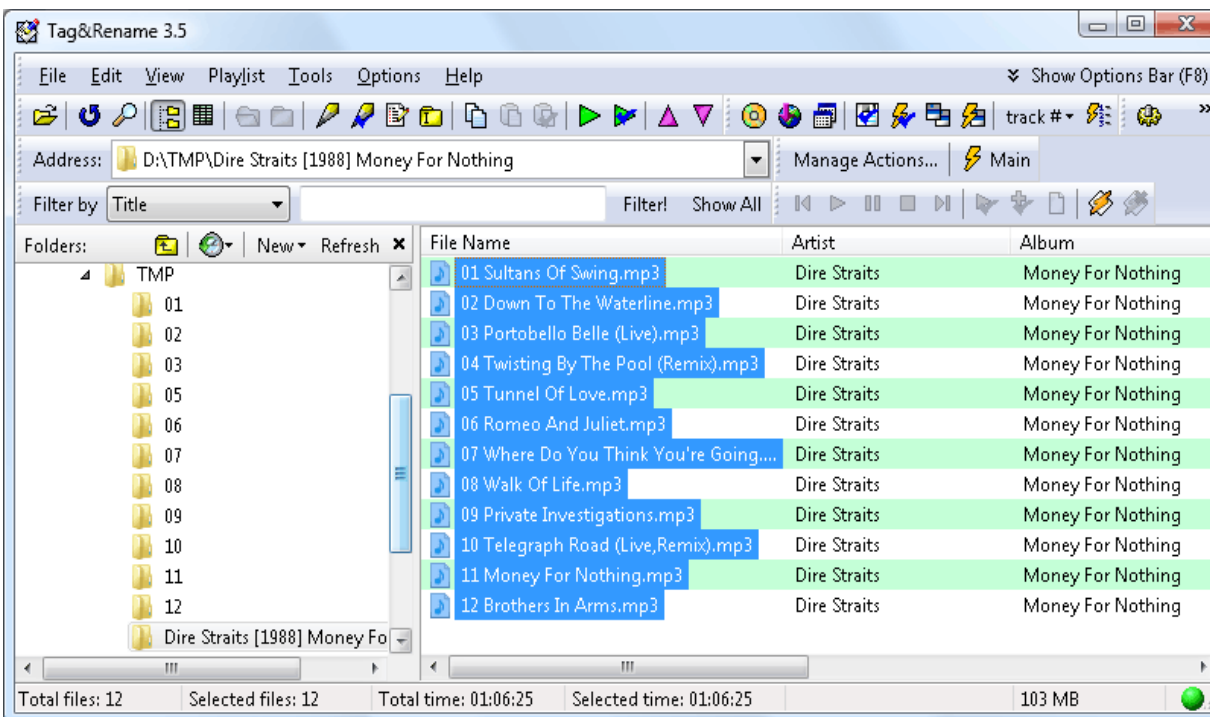 Tag&Rename 3.5
File Edit View Playlist Tools Options Help Show Options Bar (F8)
track #
Address: D:\TMP\Dire Straits [1988] Money For Nothing Manage Actions... Main
Filter by Title Filter! Show All
Folders: New Refresh File Name Artist Album
TMP 01 Sultans Of Swing.mp3 Dire Straits Money For Nothing
01 02 Down To The Waterline.mp3 Dire Straits Money For Nothing
02 03 Portobello Belle (Live).mp3 Dire Straits Money For Nothing
03 04 Twisting By The Pool (Remix).mp3 Dire Straits Money For Nothing
05 05 Tunnel Of Love.mp3 Dire Straits Money For Nothing
06 06 Romeo And Juliet.mp3 Dire Straits Money For Nothing
07 07 Where Do You Think You're Going.... Dire Straits Money For Nothing
08 08 Walk Of Life.mp3 Dire Straits Money For Nothing
09 09 Private Investigations.mp3 Dire Straits Money For Nothing
10 10 Telegraph Road (Live,Remix).mp3 Dire Straits Money For Nothing
11 11 Money For Nothing.mp3 Dire Straits Money For Nothing
12 12 Brothers In Arms.mp3 Dire Straits Money For Nothing
Dire Straits [1988] Money Fo
Total files: 12 Selected files: 12 Total time: 01:06:25 Selected time: 01:06:25 103 MB